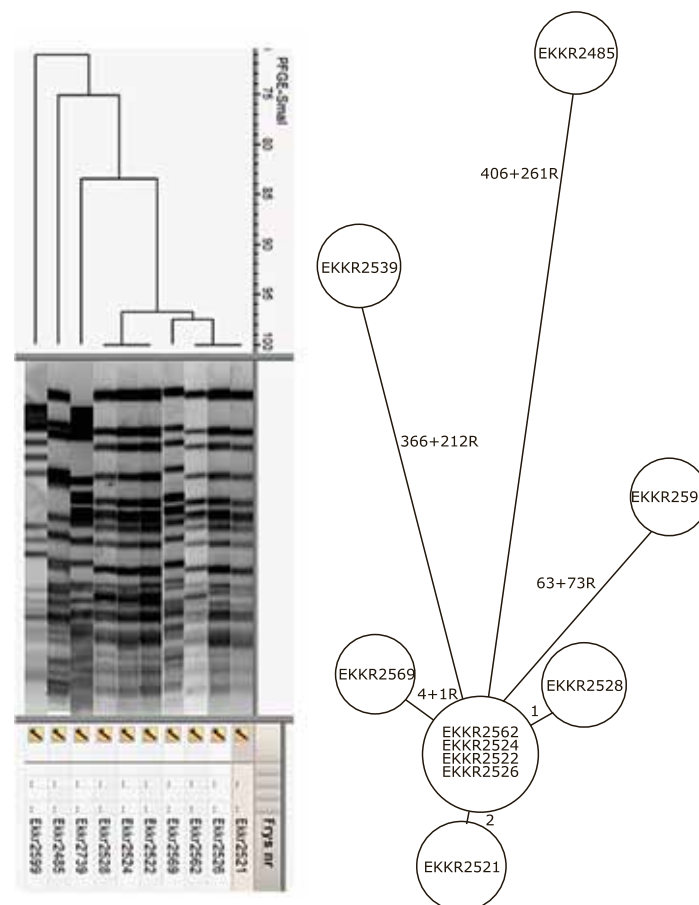 PFGE-SmaI
75
80
85
90
95
100
Frys nr
Ekkr2599
Ekkr2485
Ekkr2739
Ekkr2528
Ekkr2524
Ekkr2522
Ekkr2569
Ekkr2562
Ekkr2526
Ekkr2521
EKKR2485
406+261R
EKKR2539
366+212R
EKKR259
63+73R
EKKR2569
4+1R
EKKR2528
1
EKKR2562
EKKR2524
EKKR2522
EKKR2526
2
EKKR2521